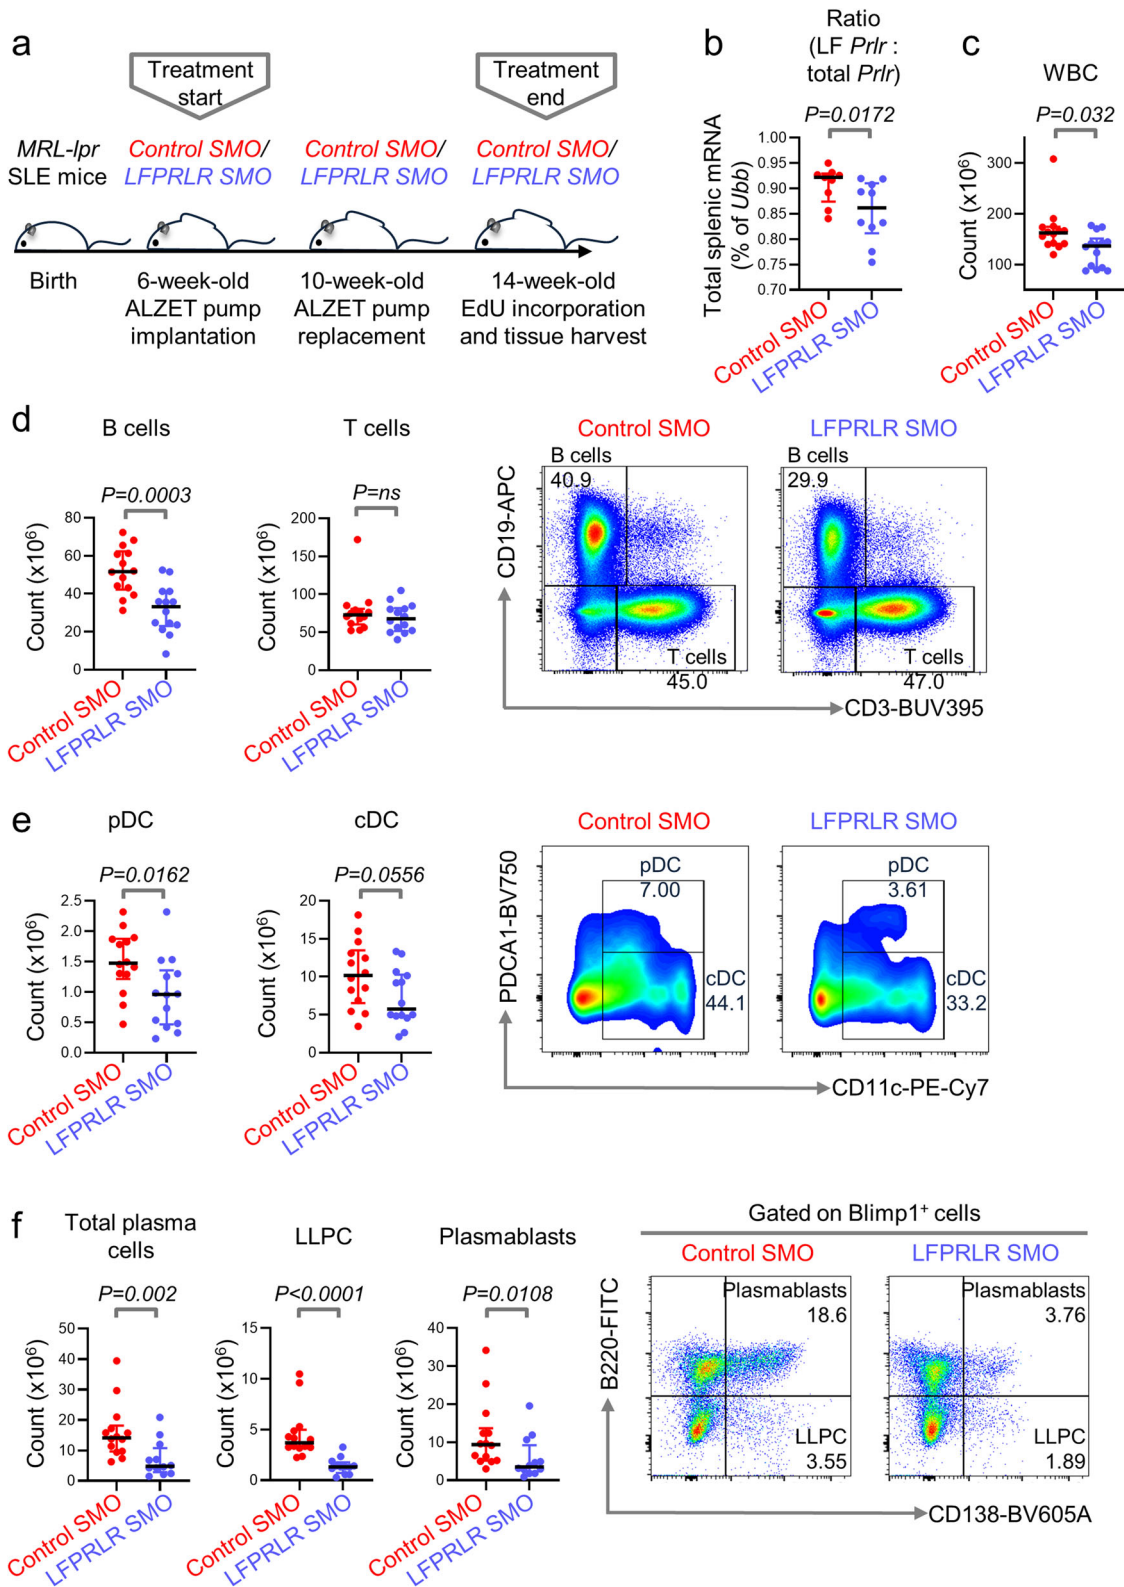 a
Treatment
start
Treatment
end
MRL-lpr
SLE mice
Control SMO/
LFPRLR SMO
Control SMO/
LFPRLR SMO
Control SMO/
LFPRLR SMO
Birth
6-week-old
ALZET pump
implantation
10-week-old
ALZET pump
replacement
14-week-old
EdU incorporation
and tissue harvest
b
Ratio
(LF Prlr :
total Prlr)
P=0.0172
Total splenic mRNA
(% of Ubb)
1.00
0.95
0.90
0.85
0.80
0.75
0.70
Control SMO
LFPRLR SMO
c
WBC
P=0.032
Count (x10⁶)
300
200
100
Control SMO
LFPRLR SMO
d
B cells
P=0.0003
Count (x10⁶)
80
60
40
20
0
Control SMO
LFPRLR SMO
T cells
P=ns
Count (x10⁶)
200
150
100
50
0
Control SMO
LFPRLR SMO
Control SMO
B cells
40.9
T cells
45.0
LFPRLR SMO
B cells
29.9
T cells
47.0
CD19-APC
CD3-BUV395
e
pDC
P=0.0162
Count (x10⁶)
2.5
2.0
1.5
1.0
0.5
0.0
Control SMO
LFPRLR SMO
cDC
P=0.0556
Count (x10⁶)
20
15
10
5
0
Control SMO
LFPRLR SMO
Control SMO
pDC
7.00
cDC
44.1
LFPRLR SMO
pDC
3.61
cDC
33.2
PDCA1-BV750
CD11c-PE-Cy7
f
Total plasma
cells
P=0.002
Count (x10⁶)
50
40
30
20
10
0
Control SMO
LFPRLR SMO
LLPC
P<0.0001
Count (x10⁶)
15
10
5
0
Control SMO
LFPRLR SMO
Plasmablasts
P=0.0108
Count (x10⁶)
40
30
20
10
0
Control SMO
LFPRLR SMO
Gated on Blimp1⁺ cells
Control SMO
Plasmablasts
18.6
LLPC
3.55
LFPRLR SMO
Plasmablasts
3.76
LLPC
1.89
B220-FITC
CD138-BV605A